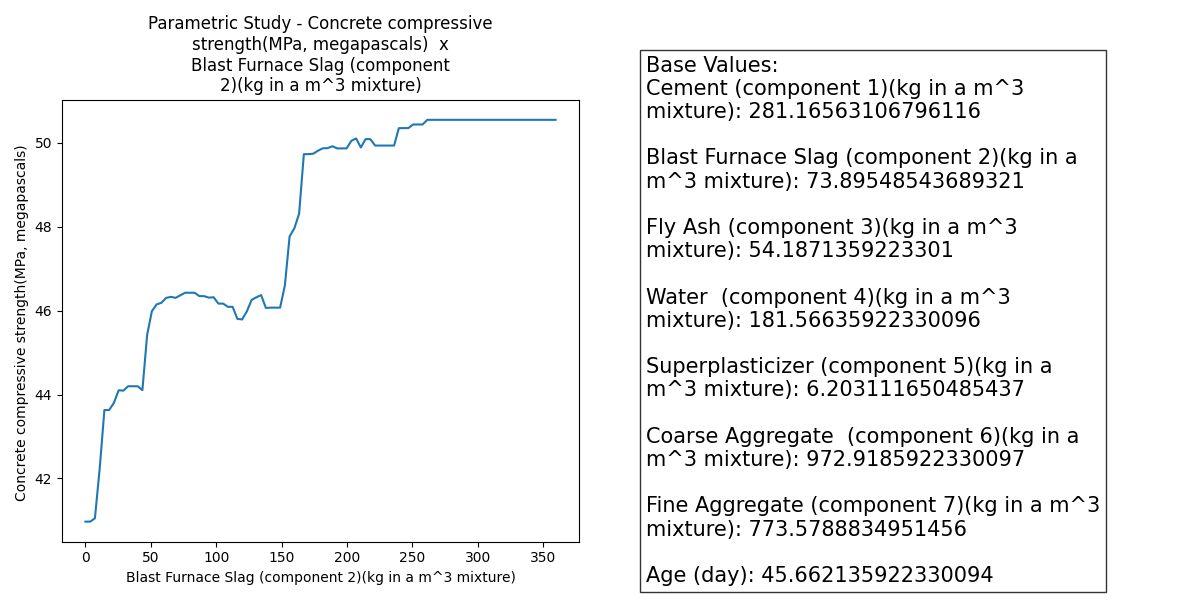 Parametric Study - Concrete compressive
strength(MPa, megapascals)  x
Blast Furnace Slag (component
2)(kg in a m^3 mixture)
Concrete compressive strength(MPa, megapascals)
50
48
46
44
42
0 50 100 150 200 250 300 350
Blast Furnace Slag (component 2)(kg in a m^3 mixture)
Base Values:
Cement (component 1)(kg in a m^3
mixture): 281.16563106796116
Blast Furnace Slag (component 2)(kg in a
m^3 mixture): 73.89548543689321
Fly Ash (component 3)(kg in a m^3
mixture): 54.1871359223301
Water  (component 4)(kg in a m^3
mixture): 181.56635922330096
Superplasticizer (component 5)(kg in a
m^3 mixture): 6.203111650485437
Coarse Aggregate  (component 6)(kg in a
m^3 mixture): 972.9185922330097
Fine Aggregate (component 7)(kg in a m^3
mixture): 773.5788834951456
Age (day): 45.662135922330094